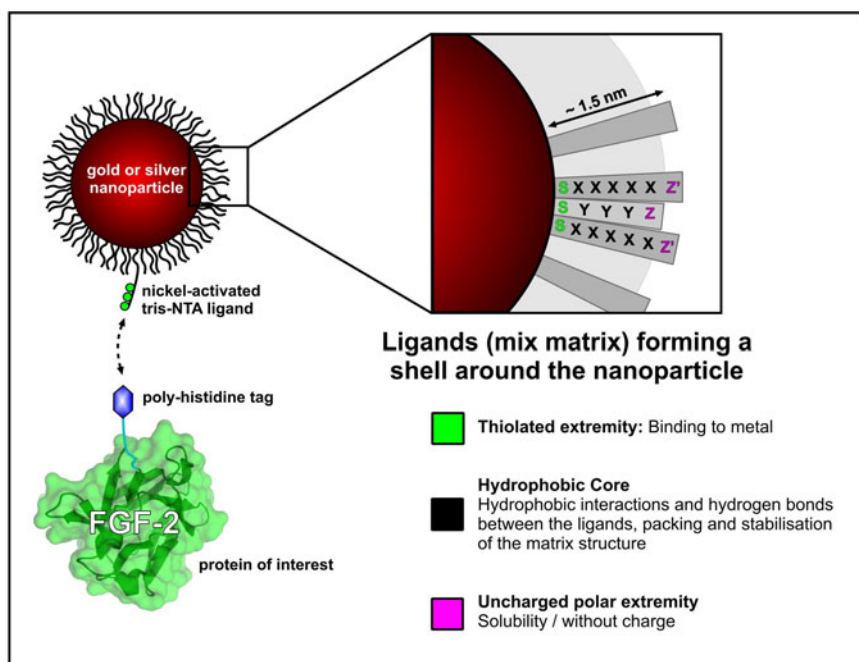 gold or silver
nanoparticle
nickel-activated
tris-NTA ligand
poly-histidine tag
FGF-2
protein of interest
~ 1.5 nm
S X X X X X Z'
S Y Y Y Z
S X X X X X Z'
Ligands (mix matrix) forming a
shell around the nanoparticle
Thiolated extremity: Binding to metal
Hydrophobic Core
Hydrophobic interactions and hydrogen bonds
between the ligands, packing and stabilisation
of the matrix structure
Uncharged polar extremity
Solubility / without charge